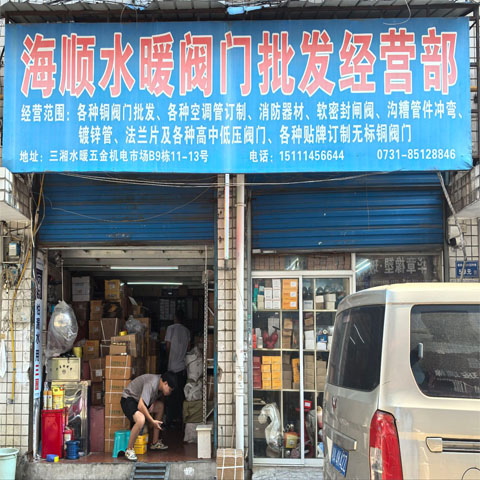 海顺水暖阀门批发经营部
经营范围：各种铜阀门批发、各种空调管订制、消防器材、软密封闸阀、沟槽管件冲弯、
镀锌管、法兰片及各种高中低压阀门、各种贴牌订制无标铜阀门
地址：三湘水暖五金机电市场B9栋11-13号 电话：15111456644 0731-85128846